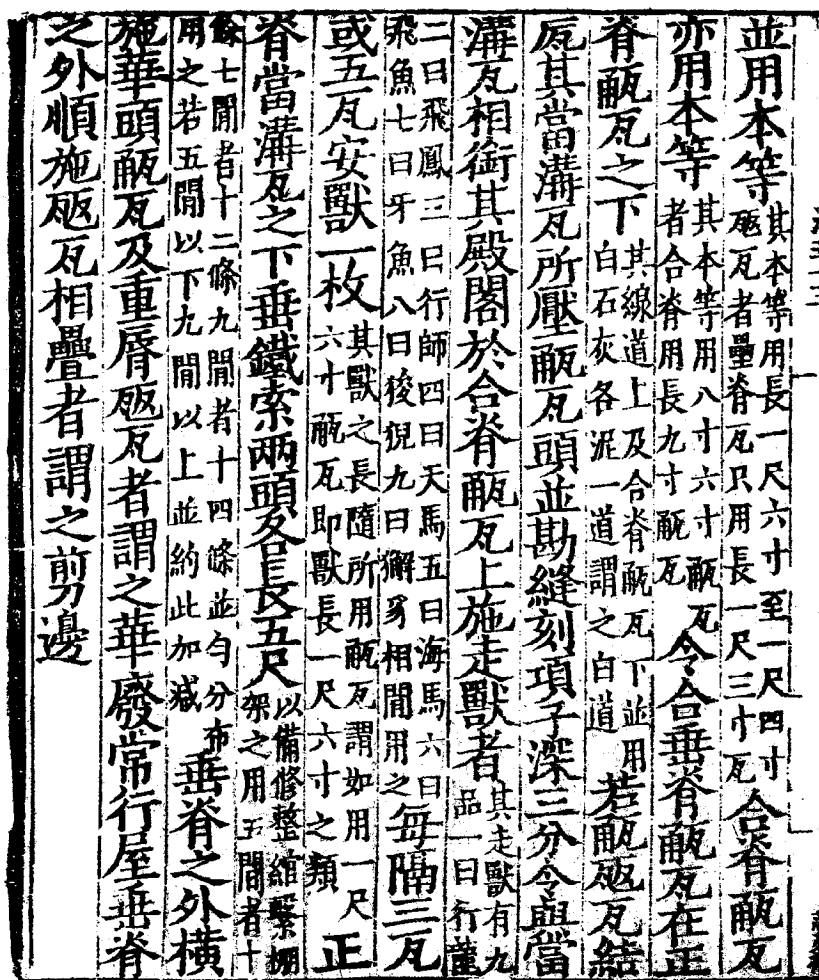 並用本等其本等用長一尺六寸至一尺四寸瓪瓦者壘脊瓦只用長一尺三寸瓦合脊甋瓦
亦用本等其本等用八寸六寸甋瓦者合脊用長九寸甋瓦令合垂脊甋瓦在正
脊甋瓦之下其線道上及合脊甋瓦下並用白石灰各泥一道謂之白道若甋瓪瓦結
瓦其當溝瓦所壓甋瓦頭並勘縫刻項子深三分令與當
溝瓦相銜其殿閣於合脊甋瓦上施走獸者其走獸有九品一曰行龍
二曰飛鳳三曰行師四曰天馬五曰海馬六曰飛魚七曰牙魚八曰狻猊九曰獬豸相間用之每隔三瓦
或五瓦安獸一枚其獸之長隨所用甋瓦謂如用一尺六寸甋瓦即獸長一尺六寸之類正
脊當溝瓦之下垂鐵索兩頭各長五尺以備修整綰繫棚架之用五間者十
條七間者十二條九間者十四條並勻分布用之若五間以下九間以上並約此加減垂脊之外橫
施華頭甋瓦及重脣瓪瓦者謂之華廢常行屋垂脊
之外順施瓪瓦相疊者謂之剪邊